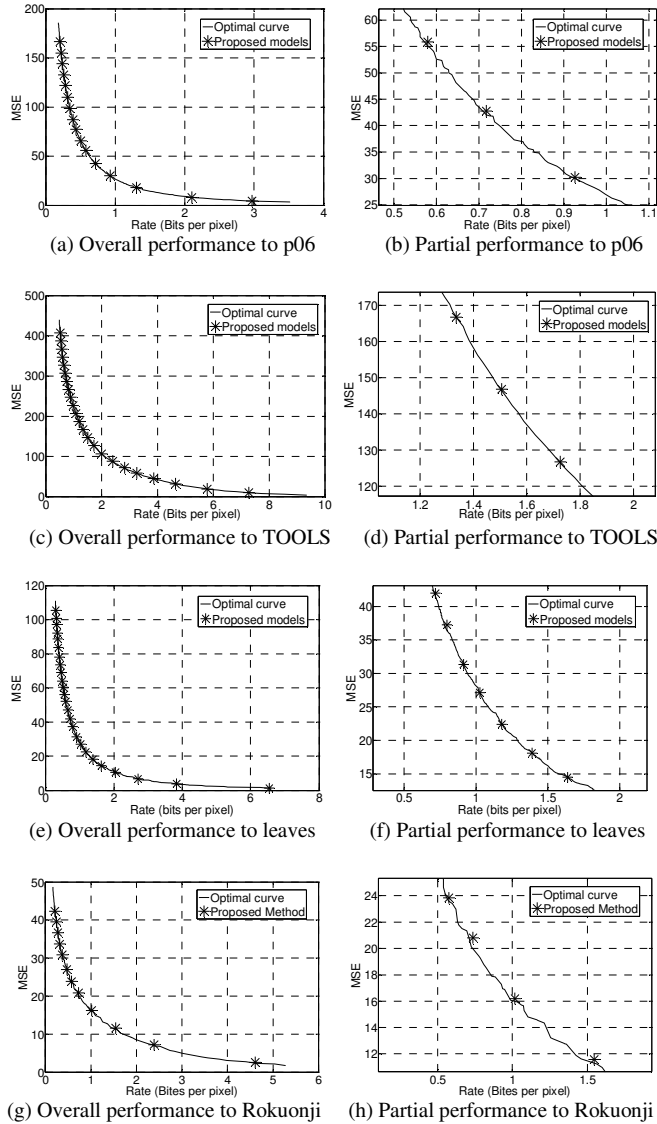 200
150
100
50
0
MSE
0 1 2 3 4
Rate (Bits per pixel)
Optimal curve
Proposed models
(a) Overall performance to p06
60
55
50
45
40
35
30
25
MSE
0.5 0.6 0.7 0.8 0.9 1 1.1
Rate (Bits per pixel)
Optimal curve
Proposed models
(b) Partial performance to p06
500
400
300
200
100
0
MSE
0 2 4 6 8 10
Rate (Bits per pixel)
Optimal curve
Proposed models
(c) Overall performance to TOOLS
170
160
150
140
130
120
MSE
1.2 1.4 1.6 1.8 2
Rate (Bits per pixel)
Optimal curve
Proposed models
(d) Partial performance to TOOLS
120
100
80
60
40
20
0
MSE
0 2 4 6 8
Rate (bits per pixel)
Optimal curve
Proposed models
(e) Overall performance to leaves
40
35
30
25
20
15
MSE
0.5 1 1.5 2
Rate (bits per pixel)
Optimal curve
Proposed models
(f) Partial performance to leaves
50
40
30
20
10
0
MSE
0 1 2 3 4 5 6
Rate (Bites per pixel)
Optimal curve
Proposed Method
(g) Overall performance to Rokuonji
24
22
20
18
16
14
12
MSE
0.5 1 1.5
Rate (Bites per pixel)
Optimal curve
Proposed Method
(h) Partial performance to Rokuonji